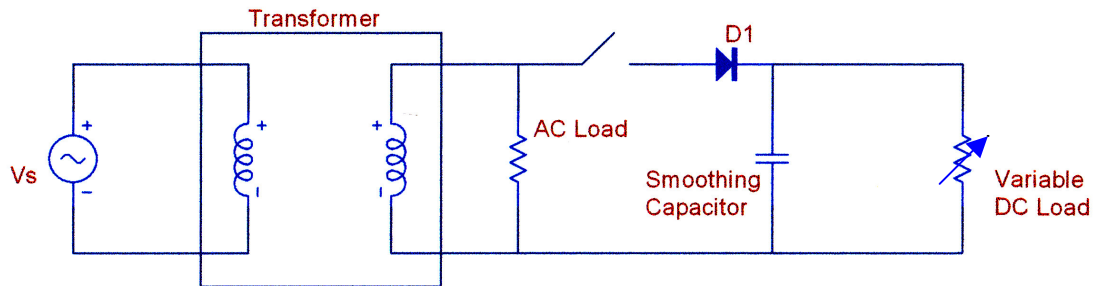 Transformer
D1
+
+
+
AC Load
Vs
−
−
−
Smoothing
Capacitor
Variable
DC Load